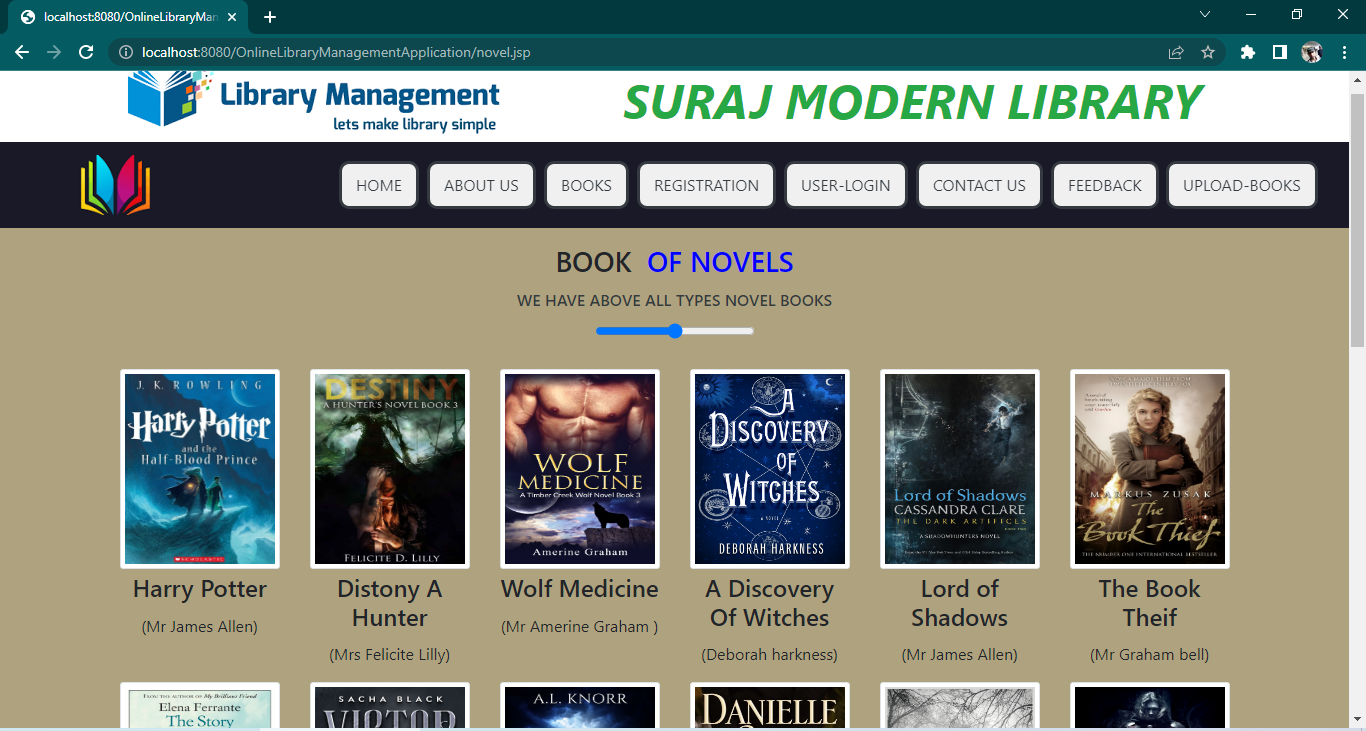 localhost:8080/OnlineLibraryMan
localhost:8080/OnlineLibraryManagementApplication/novel.jsp
Library Management
lets make library simple
SURAJ MODERN LIBRARY
HOME
ABOUT US
BOOKS
REGISTRATION
USER-LOGIN
CONTACT US
FEEDBACK
UPLOAD-BOOKS
BOOK OF NOVELS
WE HAVE ABOVE ALL TYPES NOVEL BOOKS
J. K. ROWLING
Harry Potter
and the
Half-Blood Prince
SCHOLASTIC
DESTINY
A HUNTER'S NOVEL BOOK 3
FELICITE D. LILLY
WOLF
MEDICINE
A Timber Creek Wolf Novel Book 3
Amerine Graham
A
DISCOVERY
OF
WITCHES
A NOVEL
DEBORAH HARKNESS
Lord of Shadows
CASSANDRA CLARE
THE DARK ARTIFICES
A SHADOWHUNTERS NOVEL
MARKUS ZUSAK
The
Book Thief
THE NUMBER ONE INTERNATIONAL BESTSELLER
Harry Potter
(Mr James Allen)
Distony A
Hunter
(Mrs Felicite Lilly)
Wolf Medicine
(Mr Amerine Graham )
A Discovery
Of Witches
(Deborah harkness)
Lord of
Shadows
(Mr James Allen)
The Book
Theif
(Mr Graham bell)
FROM THE AUTHOR OF My Brilliant Friend
Elena Ferrante
The Story
SACHA BLACK
A.L. KNORR
DANIELLE